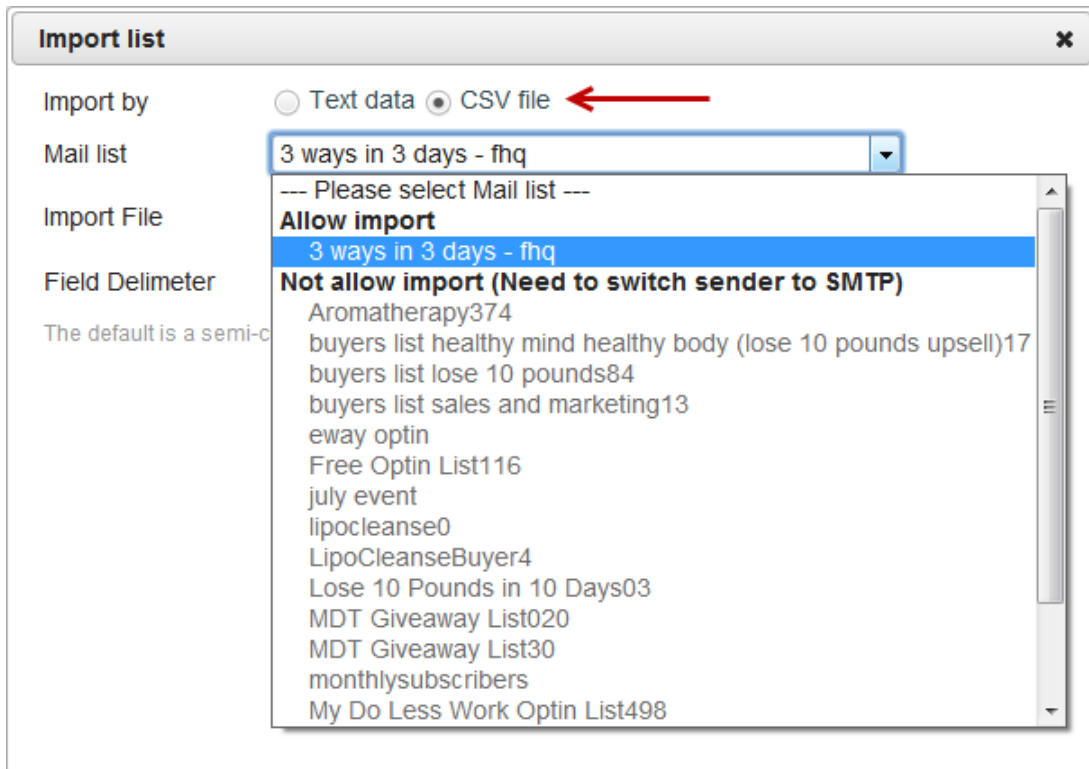 Import list
Import by Text data CSV file
Mail list 3 ways in 3 days - fhq
--- Please select Mail list ---
Import File Allow import
3 ways in 3 days - fhq
Field Delimeter Not allow import (Need to switch sender to SMTP)
Aromatherapy374
The default is a semi-c
buyers list healthy mind healthy body (lose 10 pounds upsell)17
buyers list lose 10 pounds84
buyers list sales and marketing13
eway optin
Free Optin List116
july event
lipocleanse0
LipoCleanseBuyer4
Lose 10 Pounds in 10 Days03
MDT Giveaway List020
MDT Giveaway List30
monthlysubscribers
My Do Less Work Optin List498